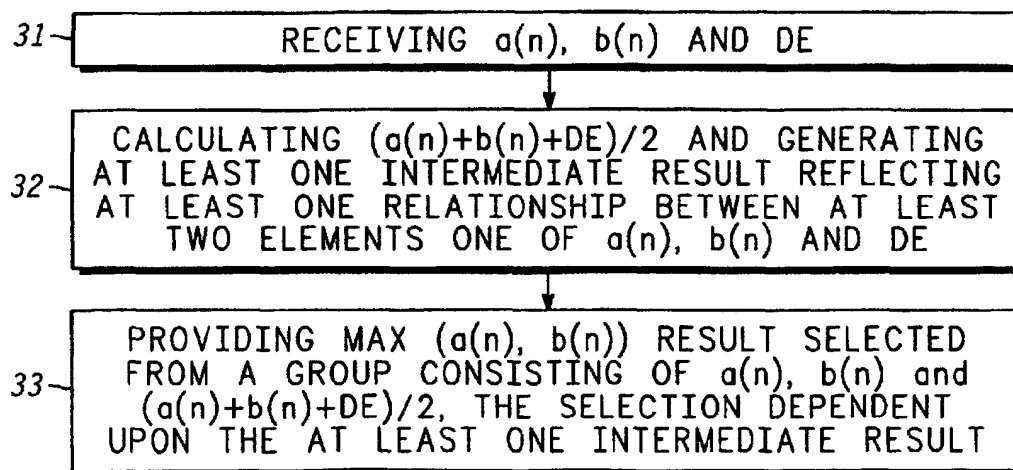 31 RECEIVING a(n), b(n) AND DE
CALCULATING (a(n)+b(n)+DE)/2 AND GENERATING
AT LEAST ONE INTERMEDIATE RESULT REFLECTING
32 AT LEAST ONE RELATIONSHIP BETWEEN AT LEAST
TWO ELEMENTS ONE OF a(n), b(n) AND DE
PROVIDING MAX (a(n), b(n)) RESULT SELECTED
33 FROM A GROUP CONSISTING OF a(n), b(n) and
(a(n)+b(n)+DE)/2, THE SELECTION DEPENDENT
UPON THE AT LEAST ONE INTERMEDIATE RESULT